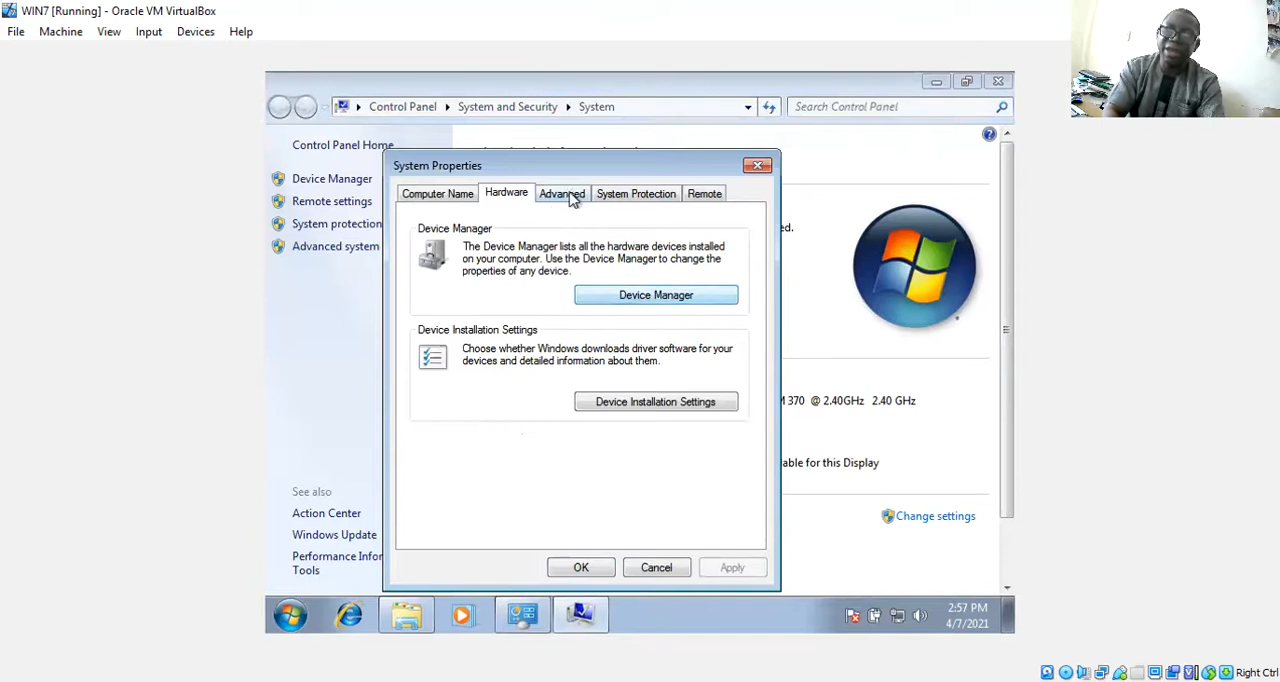 WIN7 [Running] - Oracle VM VirtualBox
File Machine View Input Devices Help
Control Panel System and Security System
Search Control Panel
Control Panel Home
Device Manager
Remote settings
System protection
Advanced system
System Properties
Computer Name Hardware Advanced System Protection Remote
Device Manager
The Device Manager lists all the hardware devices installed
on your computer. Use the Device Manager to change the
properties of any device.
Device Manager
Device Installation Settings
Choose whether Windows downloads driver software for your
devices and detailed information about them.
Device Installation Settings
OK Cancel Apply
ed.
370 @ 2.40GHz 2.40 GHz
able for this Display
Change settings
See also
Action Center
Windows Update
Performance Infor
Tools
2:57 PM
4/7/2021
Right Ctrl